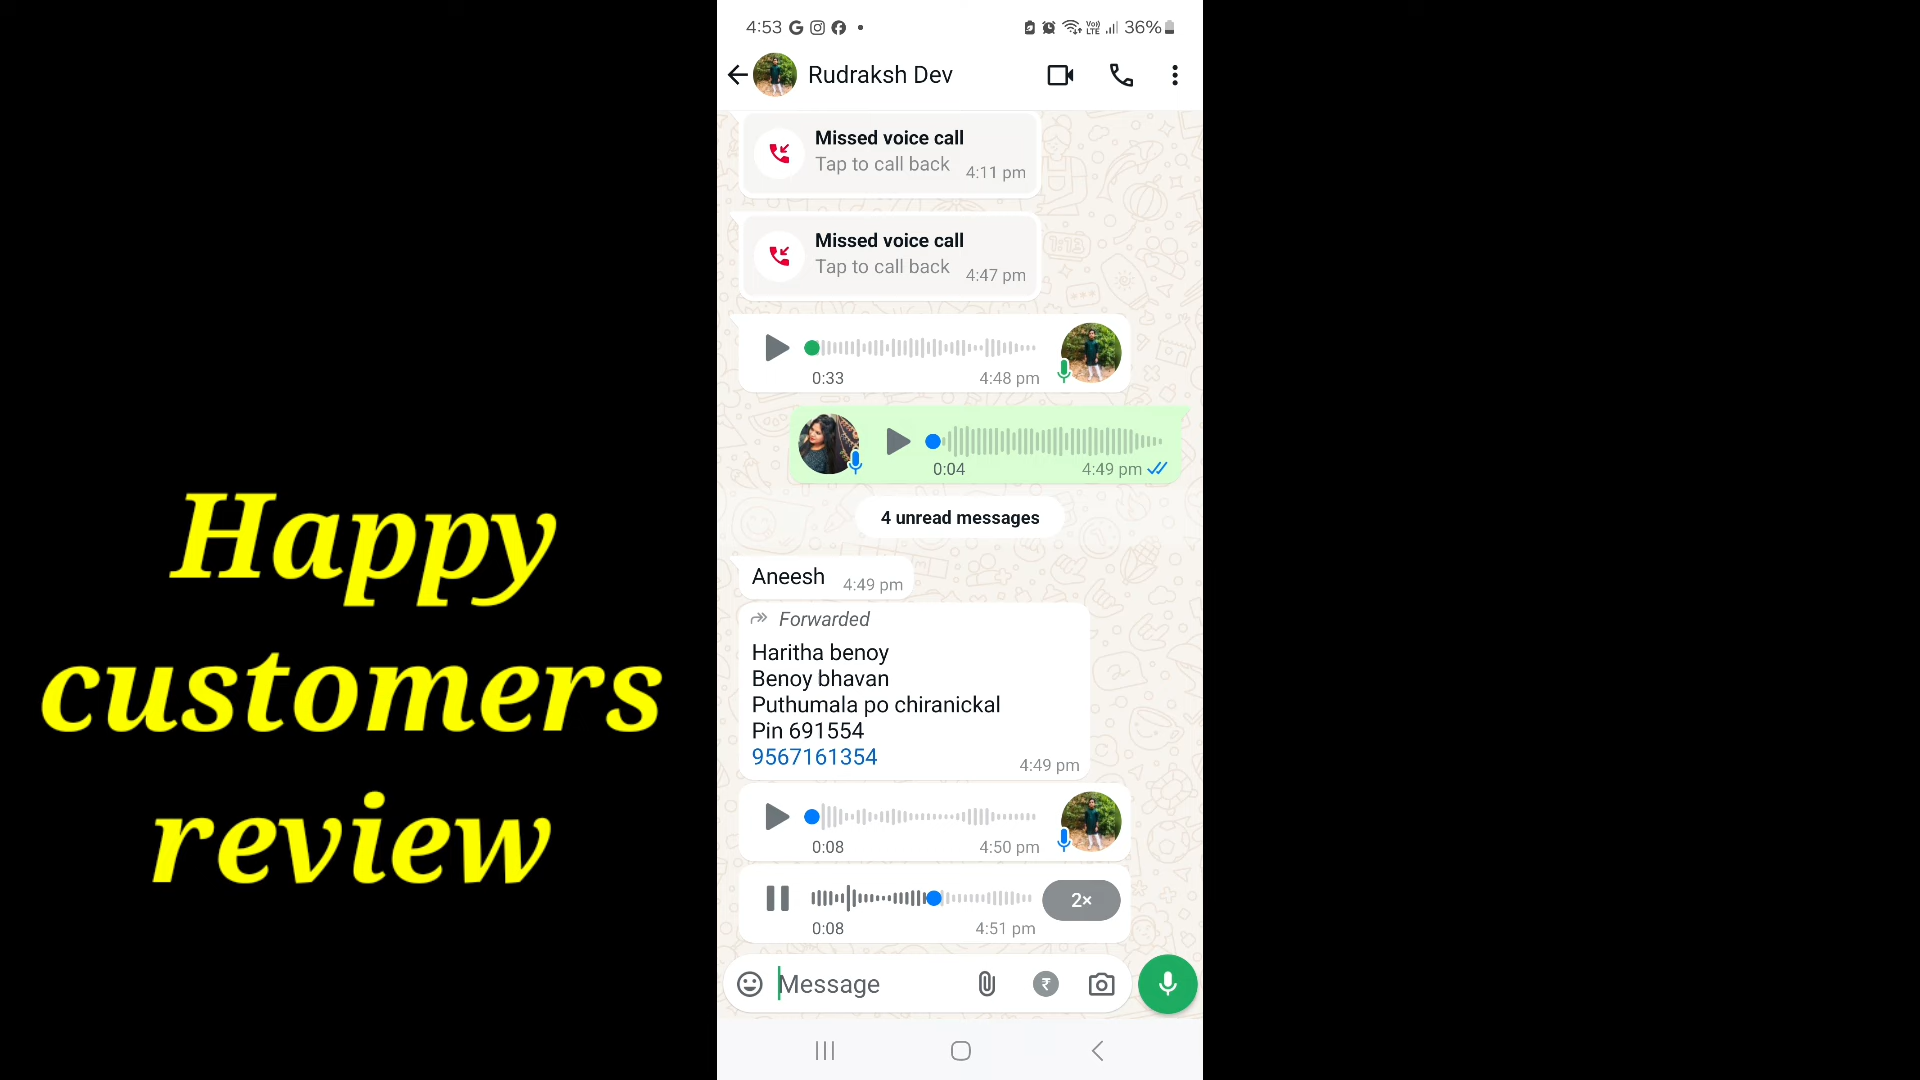 4:53
36%
Rudraksh Dev
Missed voice call
Tap to call back 4:11 pm
Missed voice call
Tap to call back 4:47 pm
0:33 4:48 pm
0:04 4:49 pm
4 unread messages
Aneesh 4:49 pm
Forwarded
Haritha benoy
Benoy bhavan
Puthumala po chiranickal
Pin 691554
9567161354
4:49 pm
0:08 4:50 pm
2×
0:08 4:51 pm
Message
Happy
customers
review